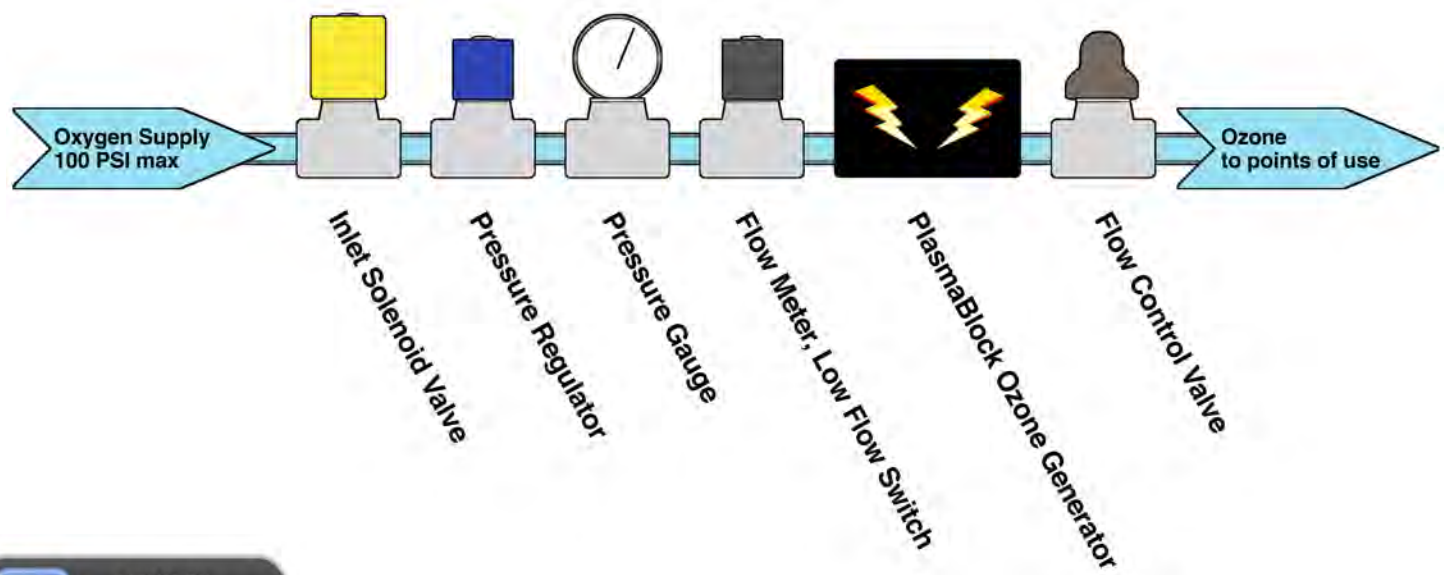 Oxygen Supply
100 PSI max
Ozone
to points of use
Inlet Solenoid Valve
Pressure Regulator
Pressure Gauge
Flow Meter, Low Flow Switch
PlasmaBlock Ozone Generator
Flow Control Valve